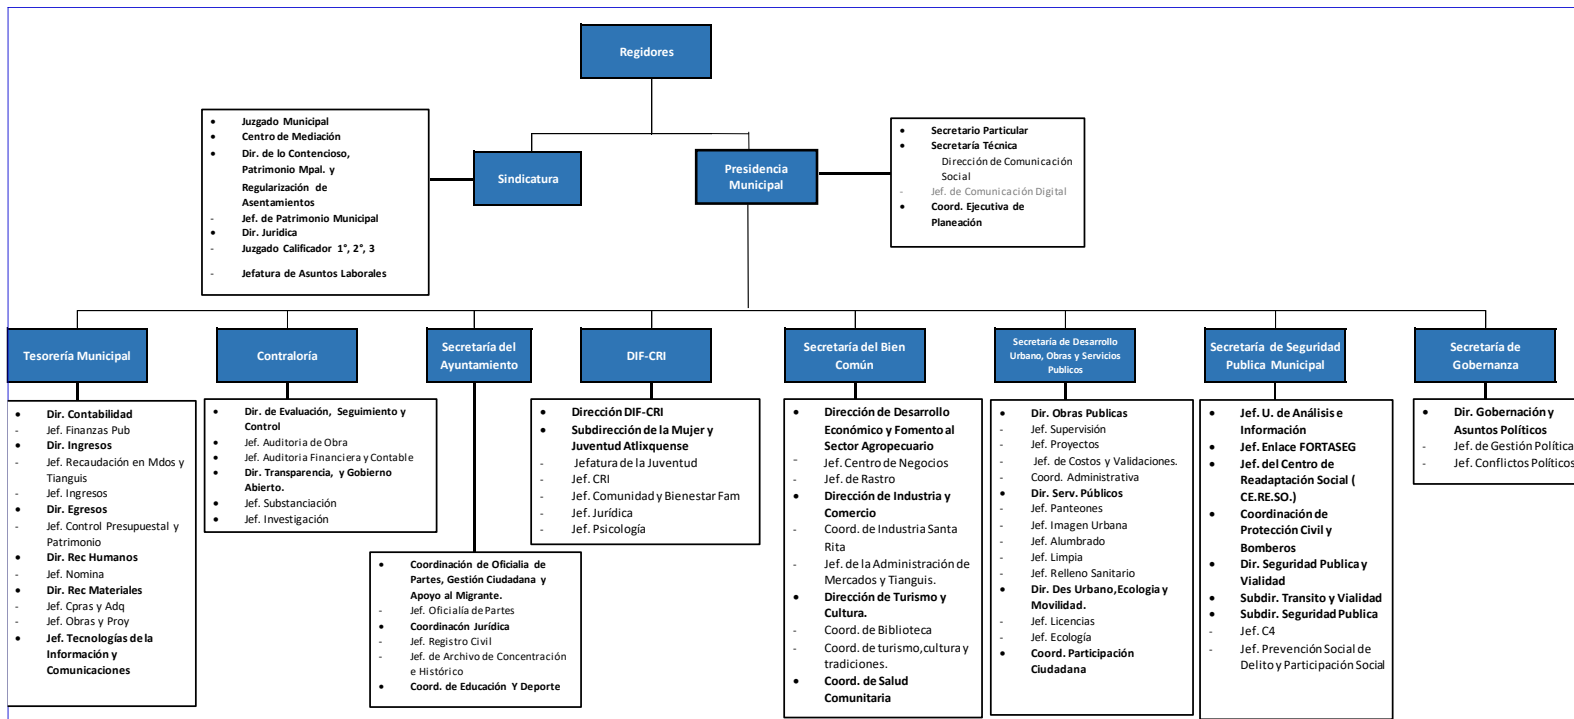 Regidores
Juzgado Municipal
Centro de Mediación
Dir. de lo Contencioso,
Patrimonio Mpal. y
Regularización de
Asentamientos
Jef. de Patrimonio Municipal
Dir. Juridica
Juzgado Calificador 1°, 2°, 3
Jefatura de Asuntos Laborales
Sindicatura
Presidencia
Municipal
Secretario Particular
Secretaría Técnica
Dirección de Comunicación
Social
Jef. de Comunicación Digital
Coord. Ejecutiva de
Planeación
Tesorería Municipal
Dir. Contabilidad
Jef. Finanzas Pub
Dir. Ingresos
Jef. Recaudación en Mdos y
Tianguis
Jef. Ingresos
Dir. Egresos
Jef. Control Presupuestal y
Patrimonio
Dir. Rec Humanos
Jef. Nomina
Dir. Rec Materiales
Jef. Cpras y Adq
Jef. Obras y Proy
Jef. Tecnologías de la
Información y
Comunicaciones
Contraloría
Dir. de Evaluación, Seguimiento y
Control
Jef. Auditoria de Obra
Jef. Auditoria Financiera y Contable
Dir. Transparencia, y Gobierno
Abierto.
Jef. Substanciación
Jef. Investigación
Secretaría del
Ayuntamiento
Coordinación de Oficialia de
Partes, Gestión Ciudadana y
Apoyo al Migrante.
Jef. Oficialía de Partes
Coordinacón Jurídica
Jef. Registro Civil
Jef. de Archivo de Concentración
e Histórico
Coord. de Educación Y Deporte
DIF-CRI
Dirección DIF-CRI
Subdirección de la Mujer y
Juventud Atlixquense
Jefatura de la Juventud
Jef. CRI
Jef. Comunidad y Bienestar Fam
Jef. Jurídica
Jef. Psicología
Secretaría del Bien
Común
Dirección de Desarrollo
Económico y Fomento al
Sector Agropecuario
Jef. Centro de Negocios
Jef. de Rastro
Dirección de Industria y
Comercio
Coord. de Industria Santa
Rita
Jef. de la Administración de
Mercados y Tianguis.
Dirección de Turismo y
Cultura.
Coord. de Biblioteca
Coord. de turismo,cultura y
tradiciones.
Coord. de Salud
Comunitaria
Secretaría de Desarrollo
Urbano, Obras y Servicios
Publicos
Dir. Obras Publicas
Jef. Supervisión
Jef. Proyectos
Jef. de Costos y Validaciones.
Coord. Administrativa
Dir. Serv. Públicos
Jef. Panteones
Jef. Imagen Urbana
Jef. Alumbrado
Jef. Limpia
Jef. Relleno Sanitario
Dir. Des Urbano,Ecologia y
Movilidad.
Jef. Licencias
Jef. Ecología
Coord. Participación
Ciudadana
Secretaría de Seguridad
Publica Municipal
Jef. U. de Análisis e
Información
Jef. Enlace FORTASEG
Jef. del Centro de
Readaptación Social (
CE.RE.SO.)
Coordinación de
Protección Civil y
Bomberos
Dir. Seguridad Publica y
Vialidad
Subdir. Transito y Vialidad
Subdir. Seguridad Publica
Jef. C4
Jef. Prevención Social de
Delito y Participación Social
Secretaría de
Gobernanza
Dir. Gobernación y
Asuntos Políticos
Jef. de Gestión Política
Jef. Conflictos Políticos